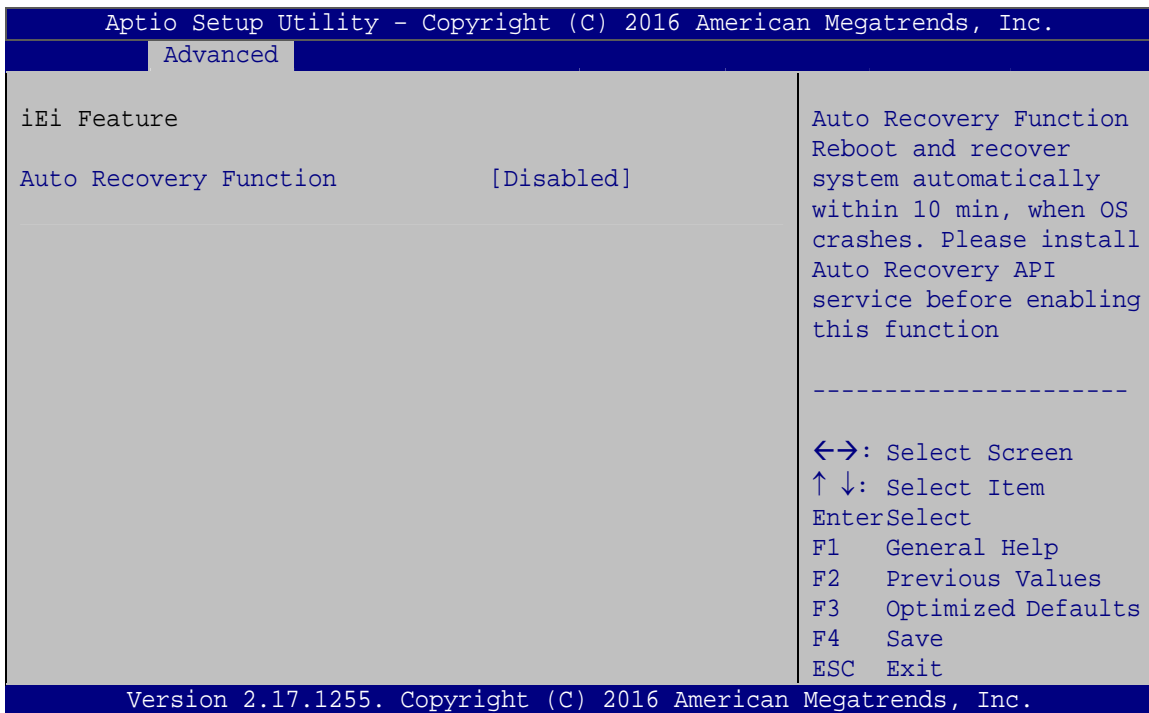 Aptio Setup Utility – Copyright (C) 2016 American Megatrends, Inc.
Advanced
iEi Feature
Auto Recovery Function [Disabled]
Auto Recovery Function
Reboot and recover
system automatically
within 10 min, when OS
crashes. Please install
Auto Recovery API
service before enabling
this function
----------------------
←→: Select Screen
↑ ↓: Select Item
EnterSelect
F1 General Help
F2 Previous Values
F3 Optimized Defaults
F4 Save
ESC Exit
Version 2.17.1255. Copyright (C) 2016 American Megatrends, Inc.